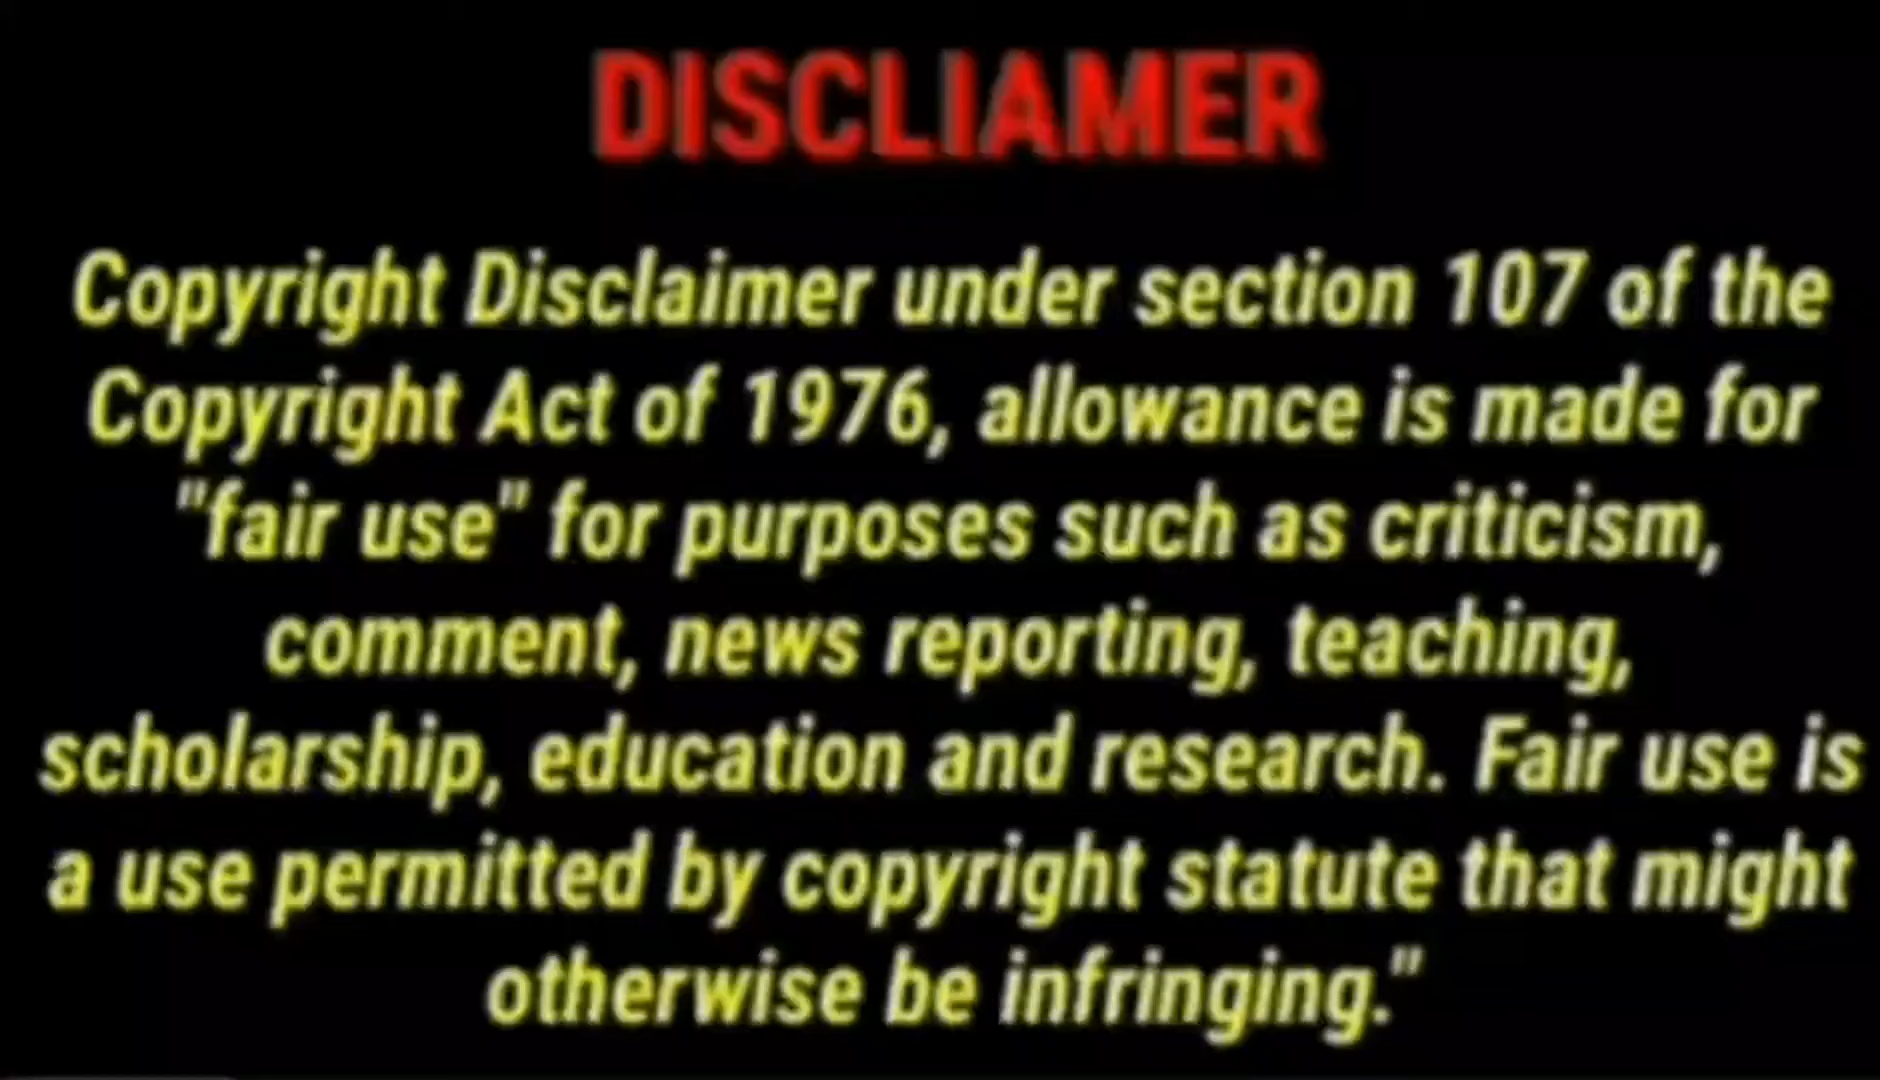 DISCLIAMER
Copyright Disclaimer under section 107 of the
Copyright Act of 1976, allowance is made for
"fair use" for purposes such as criticism,
comment, news reporting, teaching,
scholarship, education and research. Fair use is
a use permitted by copyright statute that might
otherwise be infringing."